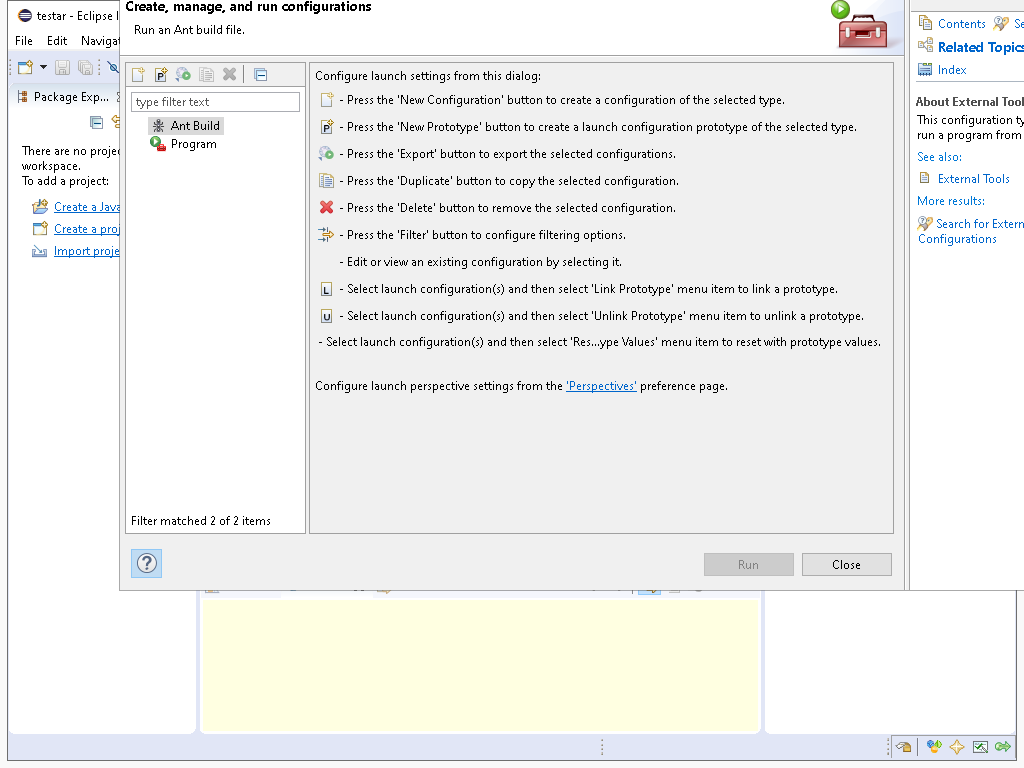 testar - Eclipse I
File Edit Navigat
Package Exp...
There are no projec
workspace.
To add a project:
Create a Java
Create a proj
Import proje
Create, manage, and run configurations
Run an Ant build file.
type filter text
Ant Build
Program
Filter matched 2 of 2 items
Configure launch settings from this dialog:
- Press the 'New Configuration' button to create a configuration of the selected type.
P - Press the 'New Prototype' button to create a launch configuration prototype of the selected type.
- Press the 'Export' button to export the selected configurations.
- Press the 'Duplicate' button to copy the selected configuration.
- Press the 'Delete' button to remove the selected configuration.
- Press the 'Filter' button to configure filtering options.
- Edit or view an existing configuration by selecting it.
L - Select launch configuration(s) and then select 'Link Prototype' menu item to link a prototype.
U - Select launch configuration(s) and then select 'Unlink Prototype' menu item to unlink a prototype.
- Select launch configuration(s) and then select 'Res...ype Values' menu item to reset with prototype values.
Configure launch perspective settings from the 'Perspectives' preference page.
Run Close
Contents Se
Related Topics
Index
About External Tool
This configuration ty
run a program from
See also:
External Tools
More results:
Search for Extern
Configurations